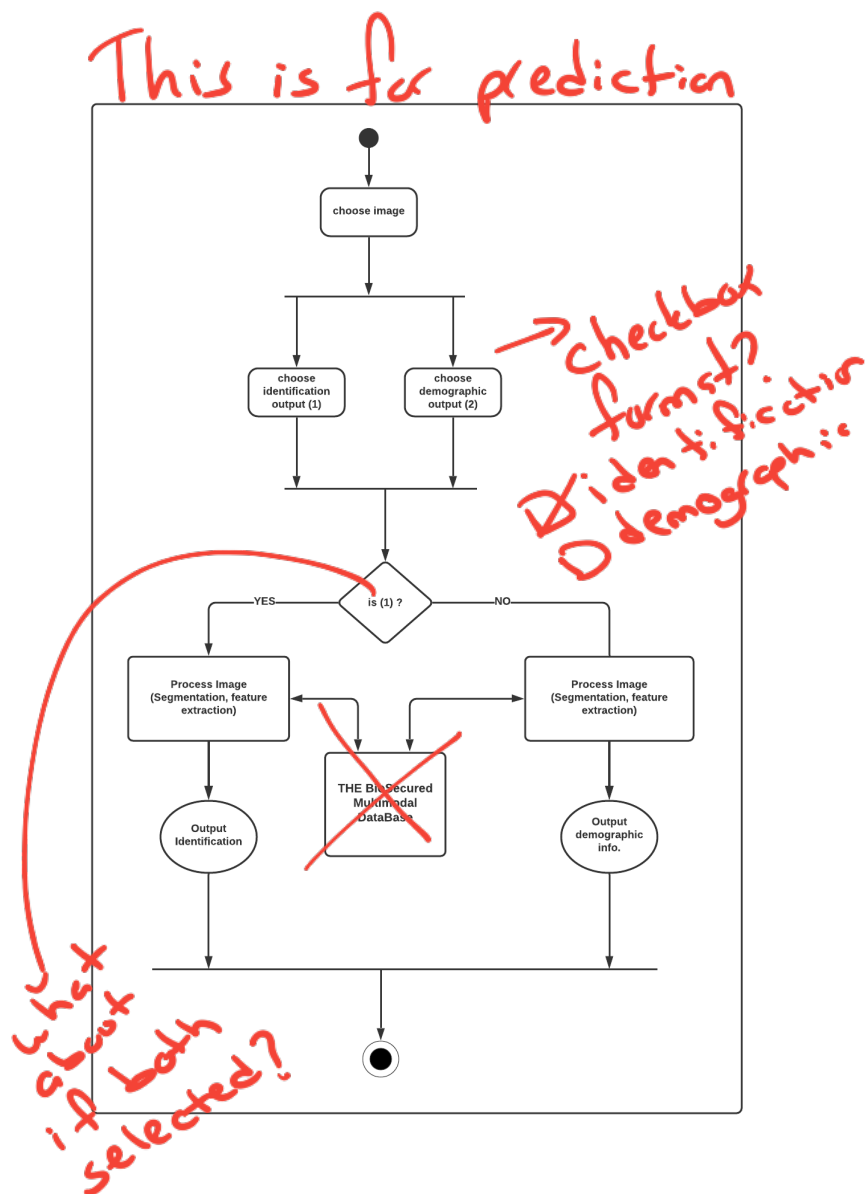 This is for prediction
choose image
choose
identification
output (1)
choose
demographic
output (2)
checkbox
format?
identification
demographic
is (1) ?
YES
NO
Process Image
(Segmentation, feature
extraction)
Process Image
(Segmentation, feature
extraction)
THE BioSecured
Multimodal
DataBase
Output
Identification
Output
demographic
info.
what
about
if both
selected?